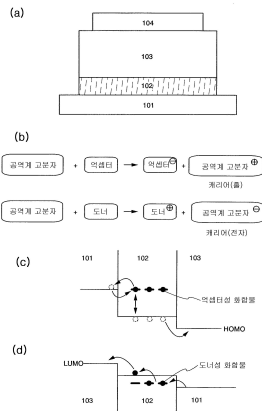 (a)
104
103
102
101
(b)
공역계 고분자 + 억셉터 → 억셉터 ⊖ + 공역계 고분자 ⊕
캐리어(홀)
공역계 고분자 + 도너 → 도너 ⊕ + 공역계 고분자 ⊖
캐리어(전자)
(c)
101 102 103
억셉터성 화합물
HOMO
(d)
LUMO
도너성 화합물
103 102 101